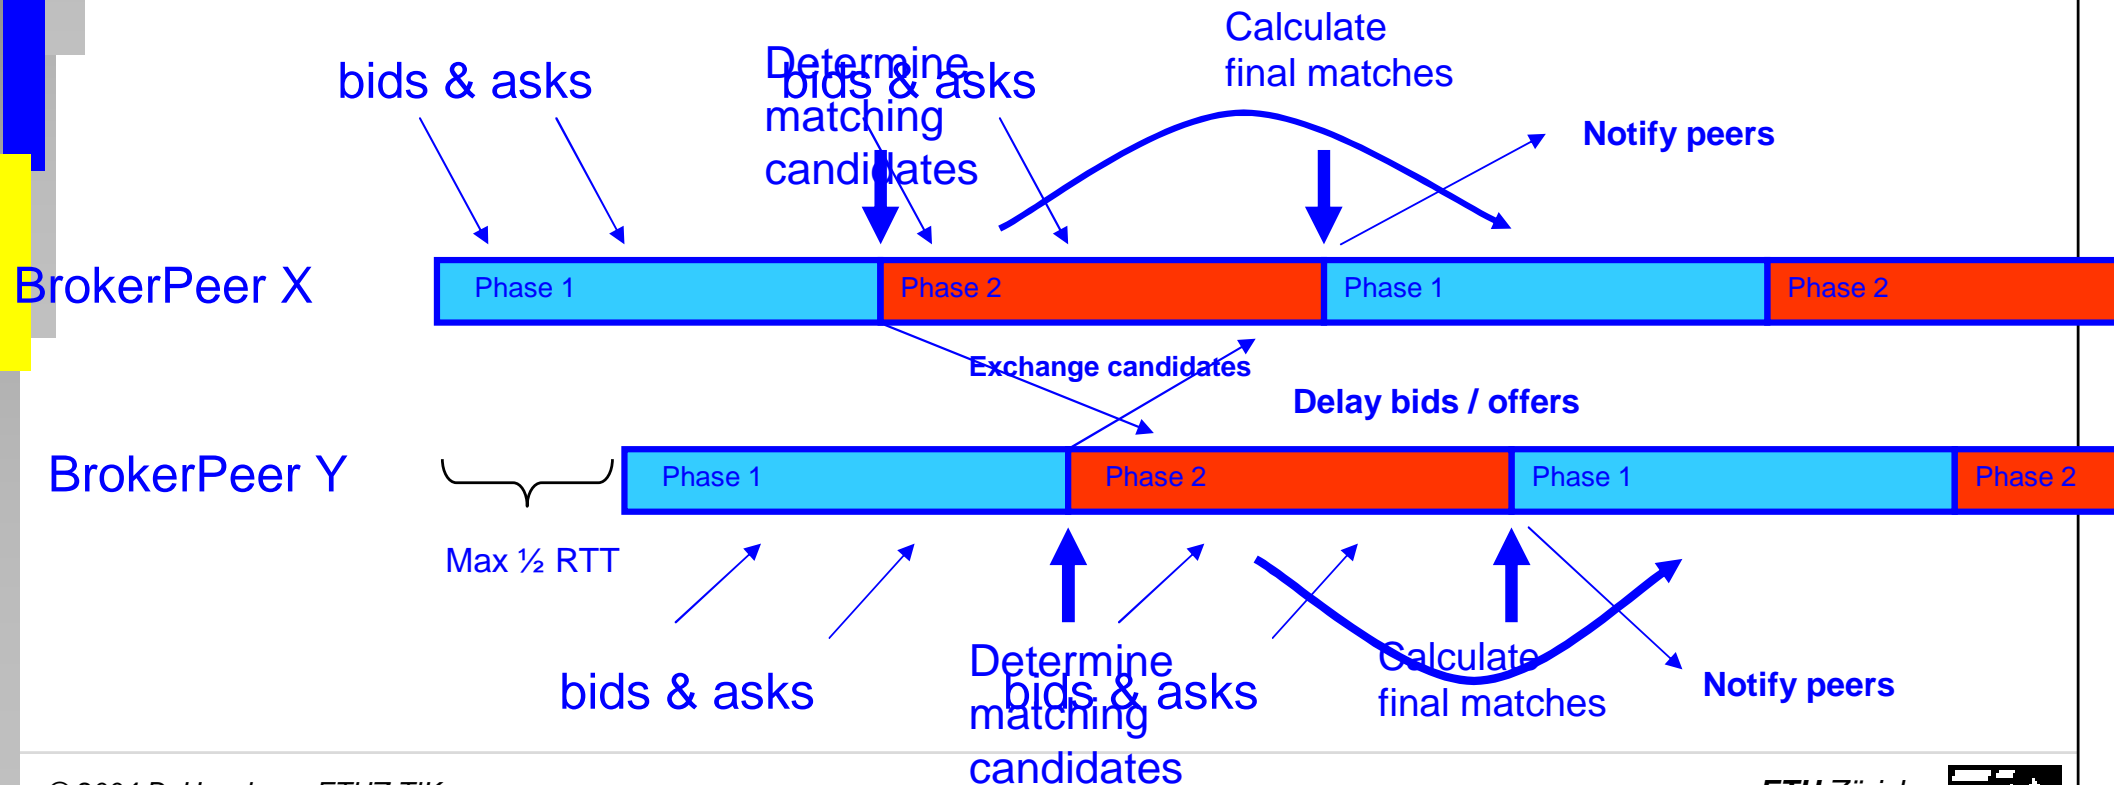 Calculate
final matches
Determine
matching
candidates
bids & asks
bids & asks
Notify peers
BrokerPeer X
Phase 1
Phase 2
Phase 1
Phase 2
Exchange candidates
Delay bids / offers
BrokerPeer Y
Phase 1
Phase 2
Phase 1
Phase 2
Max ½ RTT
bids & asks
Determine
matching
candidates
bids & asks
Calculate
final matches
Notify peers